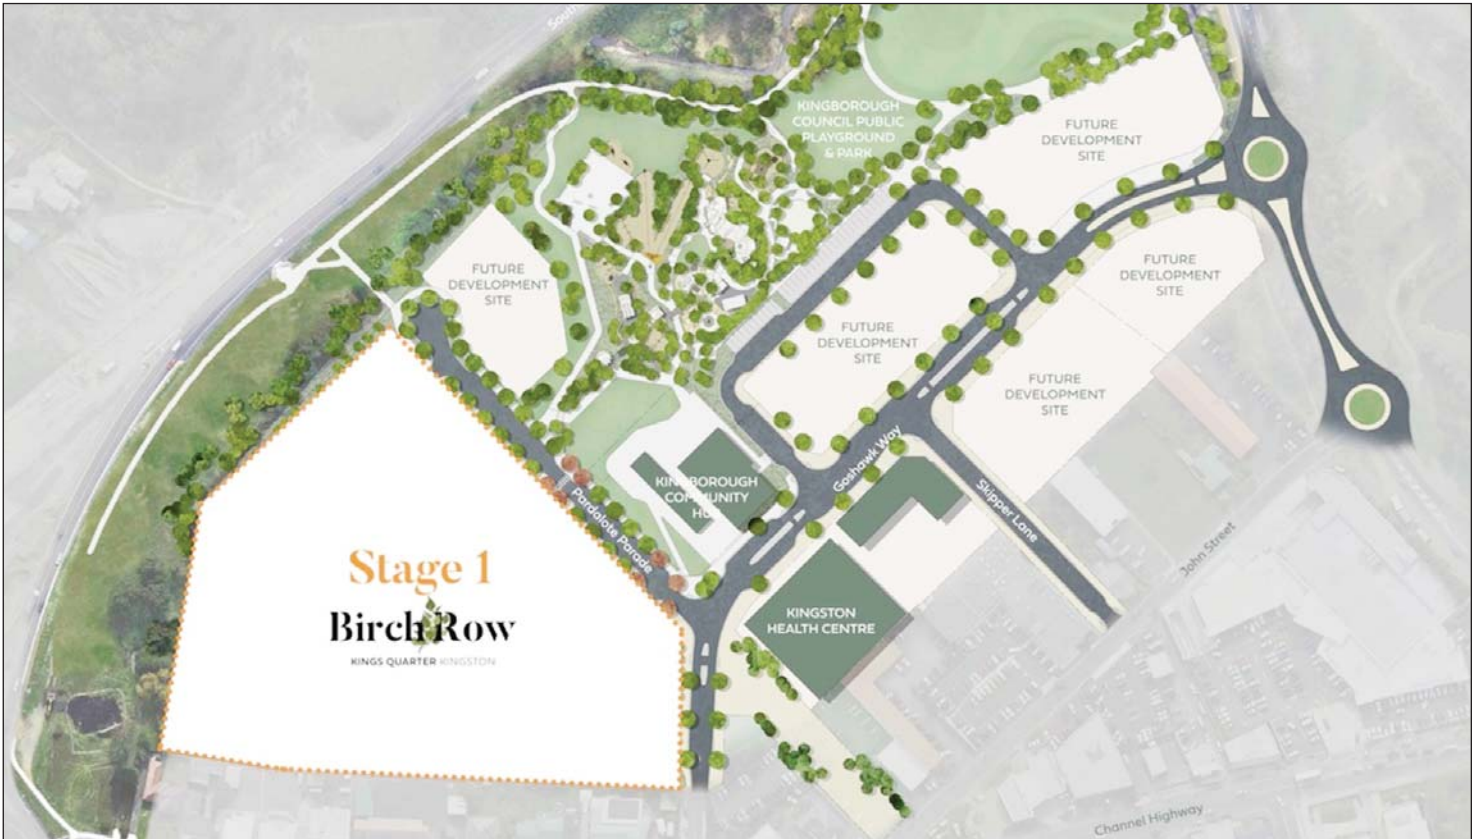 South
KINGBOROUGH
COUNCIL PUBLIC
PLAYGROUND
& PARK
FUTURE
DEVELOPMENT
SITE
FUTURE
DEVELOPMENT
SITE
FUTURE
DEVELOPMENT
SITE
FUTURE
DEVELOPMENT
SITE
FUTURE
DEVELOPMENT
SITE
Goshawk Way
KINGBOROUGH
COMMUNITY
HUB
Skipper Lane
Pardalote Parade
John Street
Stage 1
Birch Row
KINGS QUARTER KINGSTON
KINGSTON
HEALTH CENTRE
Channel Highway